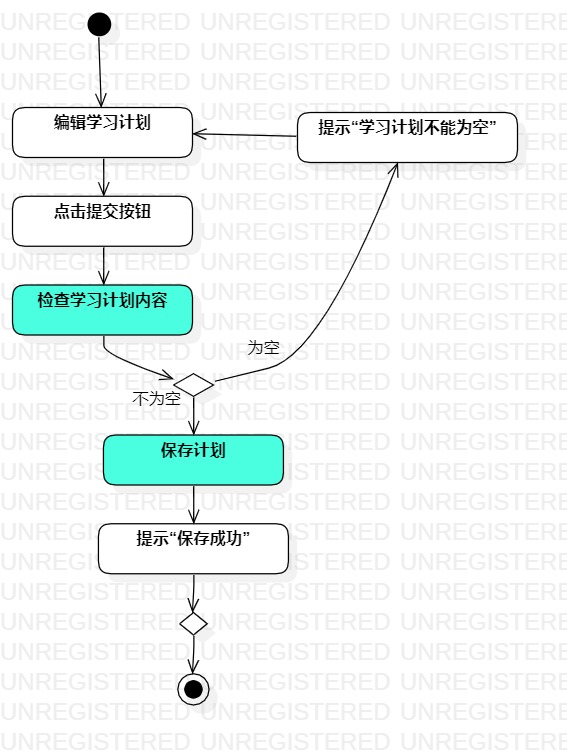 编辑学习计划
提示“学习计划不能为空”
点击提交按钮
检查学习计划内容
为空
不为空
保存计划
提示“保存成功”
UNREGISTERED